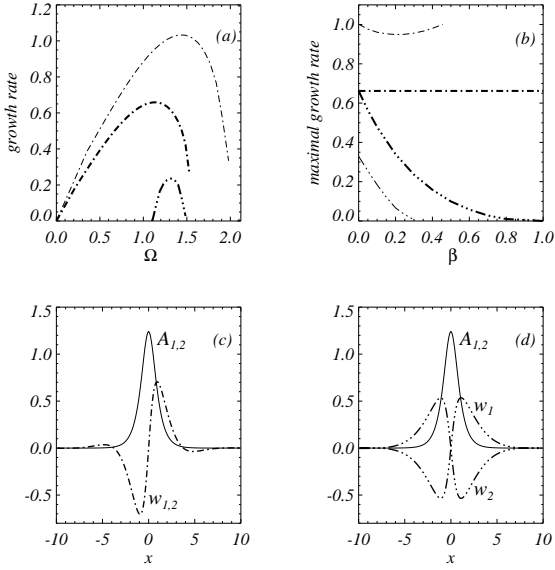 1.2
1.0
0.8
0.6
0.4
0.2
0.0
growth rate
(a)
0.0 0.5 1.0 1.5 2.0
Ω
1.0
0.8
0.6
0.4
0.2
0.0
maximal growth rate
(b)
0.0 0.2 0.4 0.6 0.8 1.0
β
1.5
1.0
0.5
0.0
-0.5
A1,2
(c)
w1,2
-10 -5 0 5 10
x
1.5
1.0
0.5
0.0
-0.5
A1,2
(d)
w1
w2
-10 -5 0 5 10
x